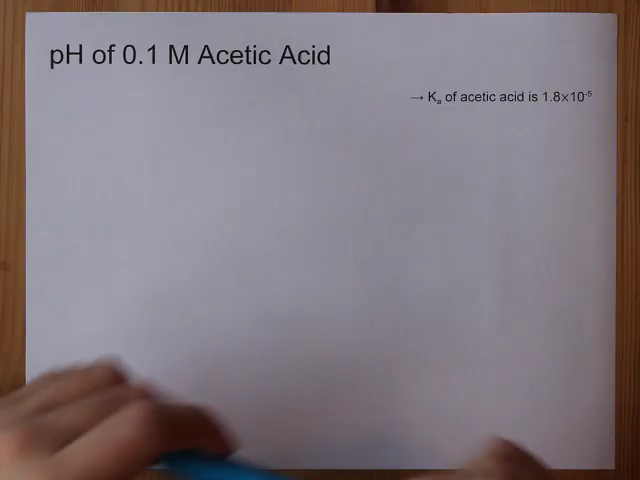 pH of 0.1 M Acetic Acid
→ Kₐ of acetic acid is 1.8×10⁻⁵